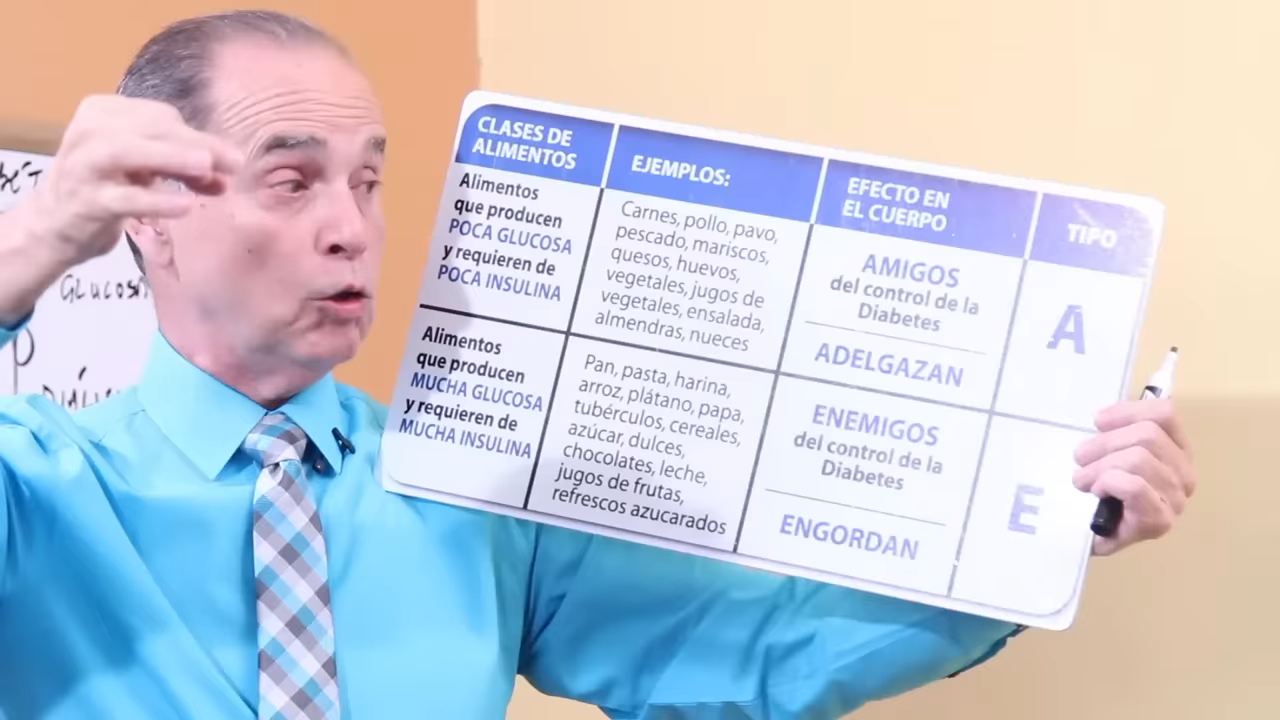 GLUCOSA
CLASES DE
ALIMENTOS
EJEMPLOS:
EFECTO EN
EL CUERPO
TIPO
Alimentos
que producen
POCA GLUCOSA
y requieren de
POCA INSULINA
Carnes, pollo, pavo,
pescado, mariscos,
quesos, huevos,
vegetales, jugos de
vegetales, ensalada,
almendras, nueces
AMIGOS
del control de la
Diabetes
ADELGAZAN
A
Alimentos
que producen
MUCHA GLUCOSA
y requieren de
MUCHA INSULINA
Pan, pasta, harina,
arroz, plátano, papa,
tubérculos, cereales,
azúcar, dulces,
chocolates, leche,
jugos de frutas,
refrescos azucarados
ENEMIGOS
del control de la
Diabetes
ENGORDAN
E